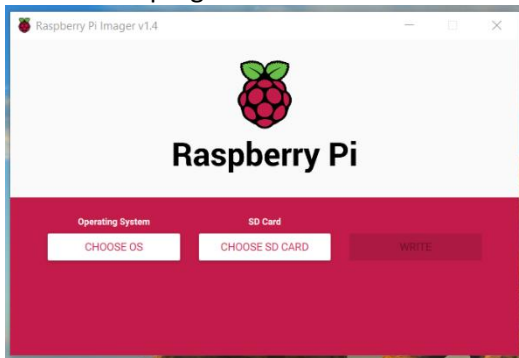 Raspberry Pi Imager v1.4
Raspberry Pi
Operating System SD Card
CHOOSE OS CHOOSE SD CARD WRITE